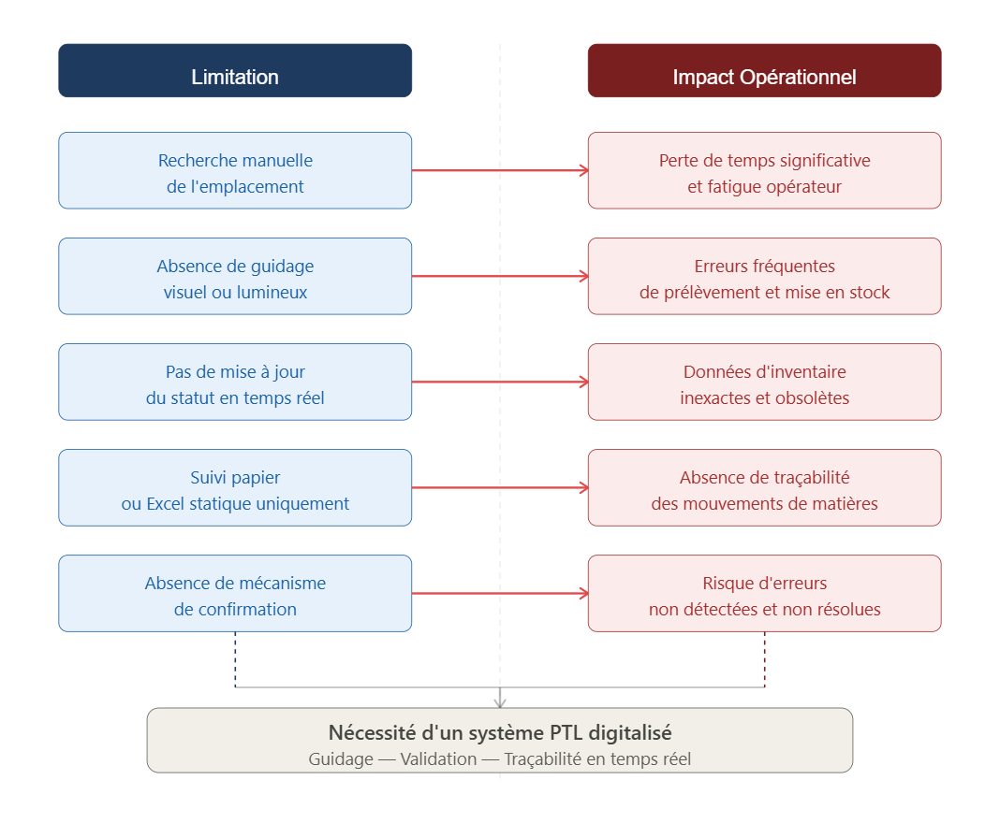 Limitation
Impact Opérationnel
Recherche manuelle
de l'emplacement
Perte de temps significative
et fatigue opérateur
Absence de guidage
visuel ou lumineux
Erreurs fréquentes
de prélèvement et mise en stock
Pas de mise à jour
du statut en temps réel
Données d'inventaire
inexactes et obsolètes
Suivi papier
ou Excel statique uniquement
Absence de traçabilité
des mouvements de matières
Absence de mécanisme
de confirmation
Risque d'erreurs
non détectées et non résolues
Nécessité d'un système PTL digitalisé
Guidage — Validation — Traçabilité en temps réel